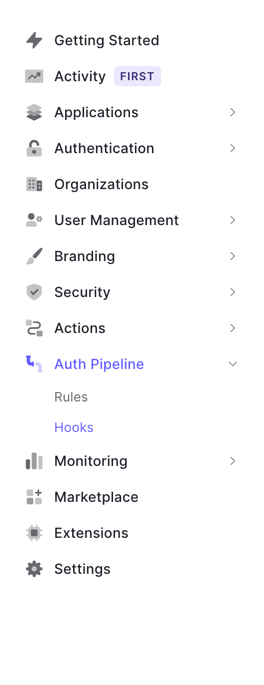 Getting Started
Activity FIRST
Applications
Authentication
Organizations
User Management
Branding
Security
Actions
Auth Pipeline
Rules
Hooks
Monitoring
Marketplace
Extensions
Settings